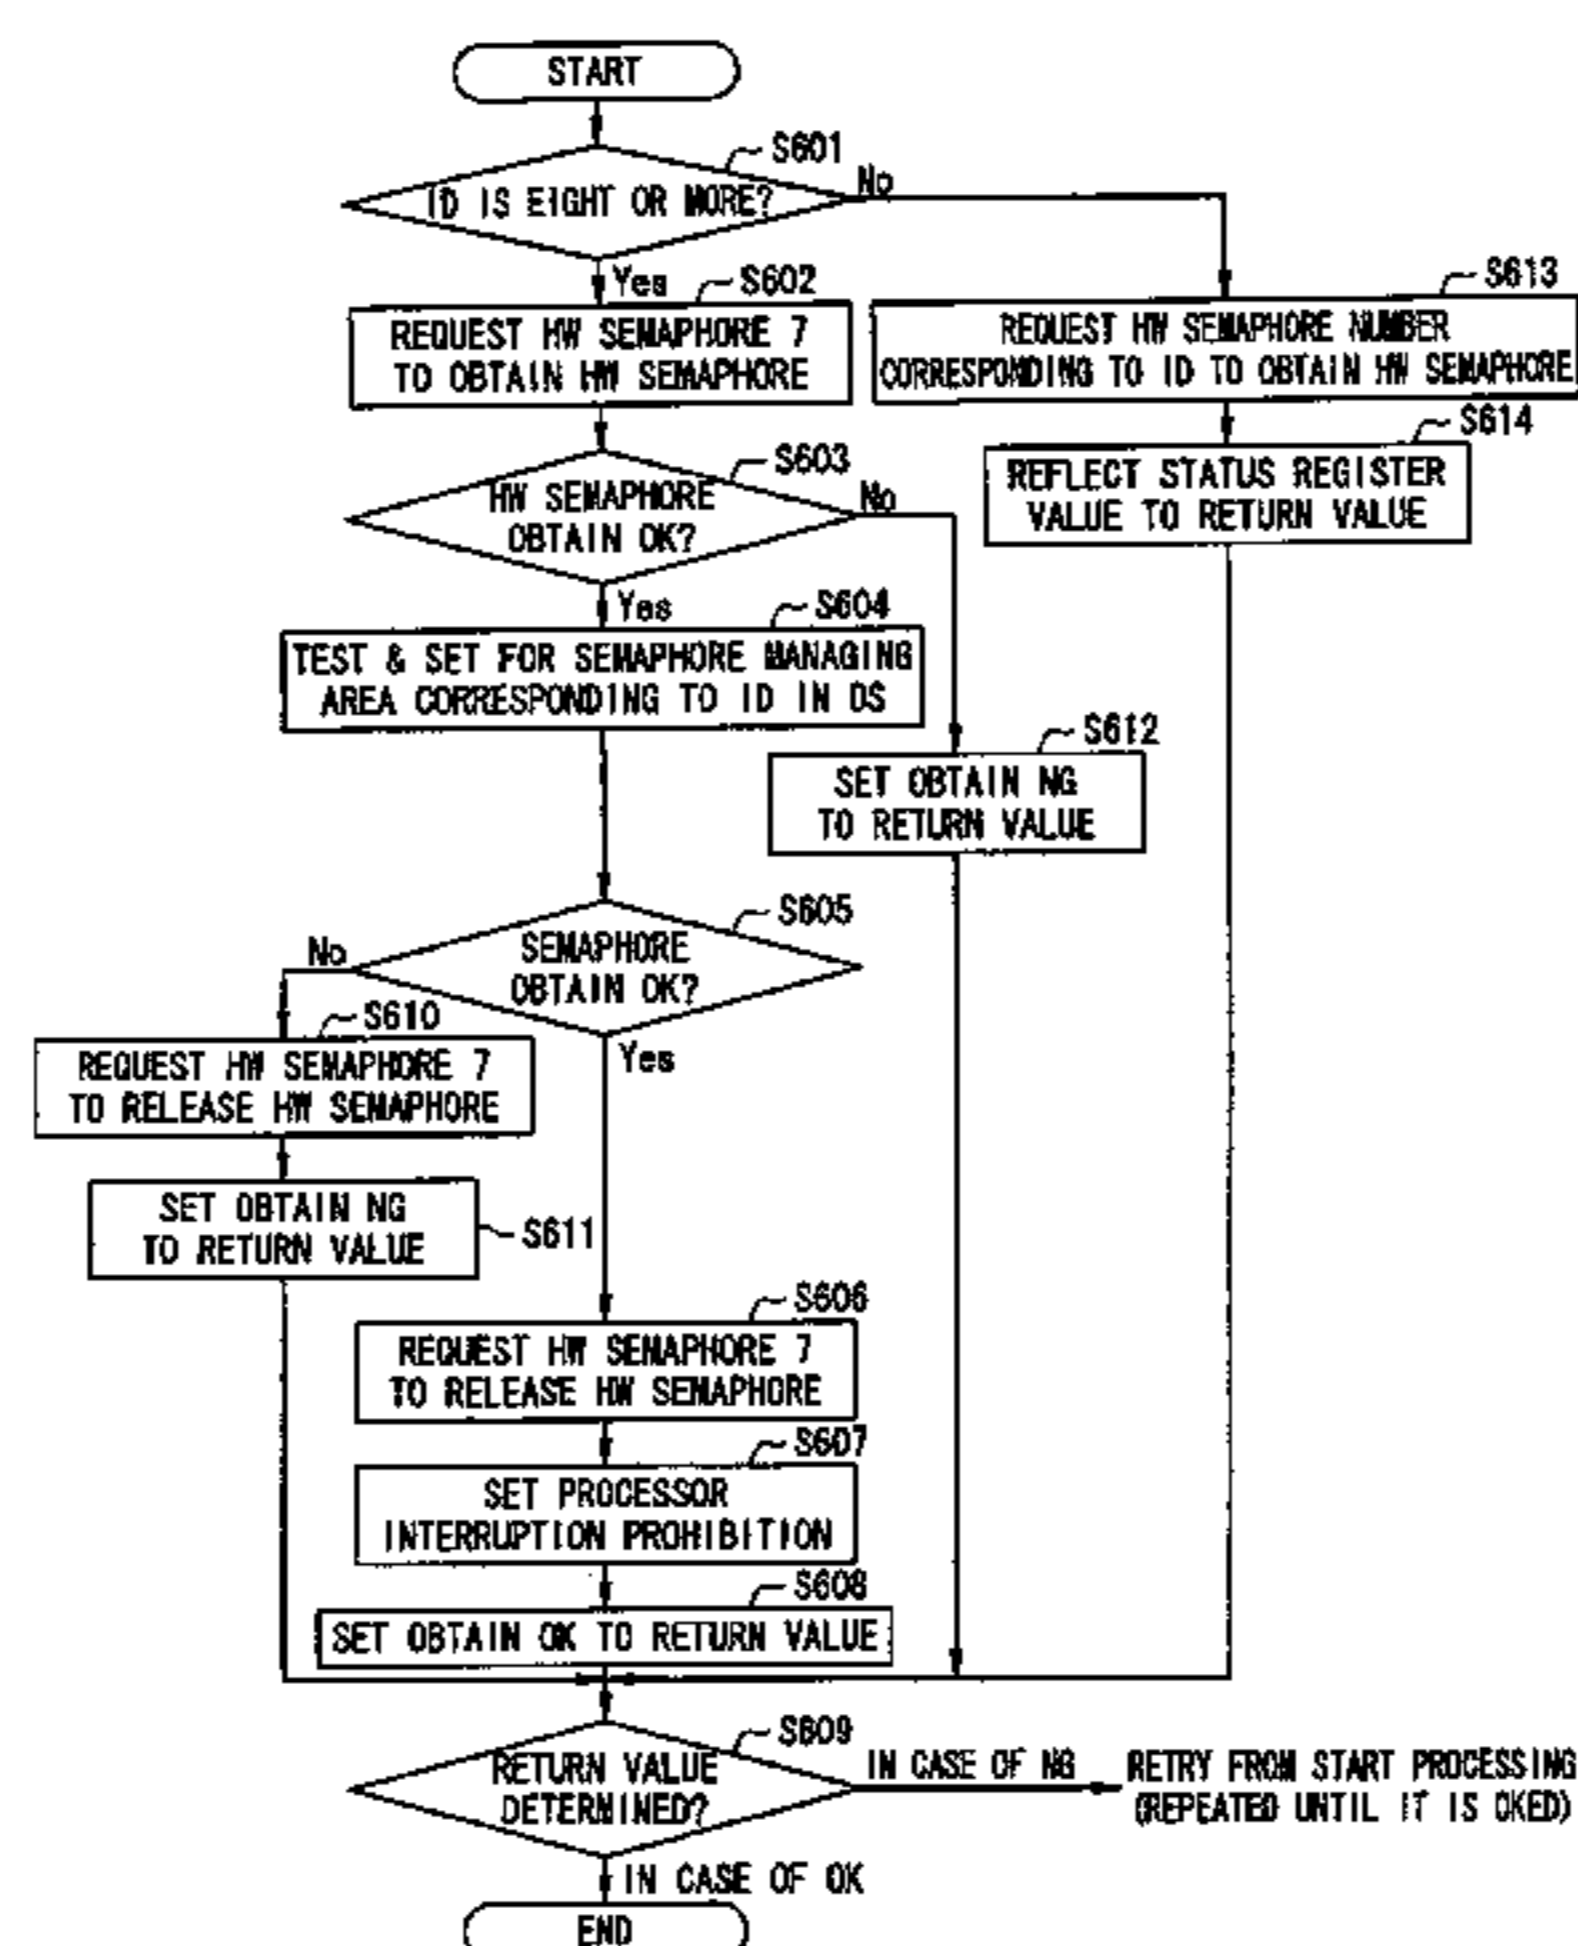 START
S601
ID IS EIGHT OR MORE?
No
Yes
S602
REQUEST HW SEMAPHORE 7
TO OBTAIN HW SEMAPHORE
S613
REQUEST HW SEMAPHORE NUMBER
CORRESPONDING TO ID TO OBTAIN HW SEMAPHORE
S614
REFLECT STATUS REGISTER
VALUE TO RETURN VALUE
S603
HW SEMAPHORE
OBTAIN OK?
No
Yes
S604
TEST & SET FOR SEMAPHORE MANAGING
AREA CORRESPONDING TO ID IN DS
S612
SET OBTAIN NG
TO RETURN VALUE
S605
SEMAPHORE
OBTAIN OK?
No
Yes
S610
REQUEST HW SEMAPHORE 7
TO RELEASE HW SEMAPHORE
SET OBTAIN NG
TO RETURN VALUE
S611
S606
REQUEST HW SEMAPHORE 7
TO RELEASE HW SEMAPHORE
S607
SET PROCESSOR
INTERRUPTION PROHIBITION
S608
SET OBTAIN OK TO RETURN VALUE
S609
RETURN VALUE
DETERMINED?
IN CASE OF NG
RETRY FROM START PROCESSING
(REPEATED UNTIL IT IS OKED)
IN CASE OF OK
END